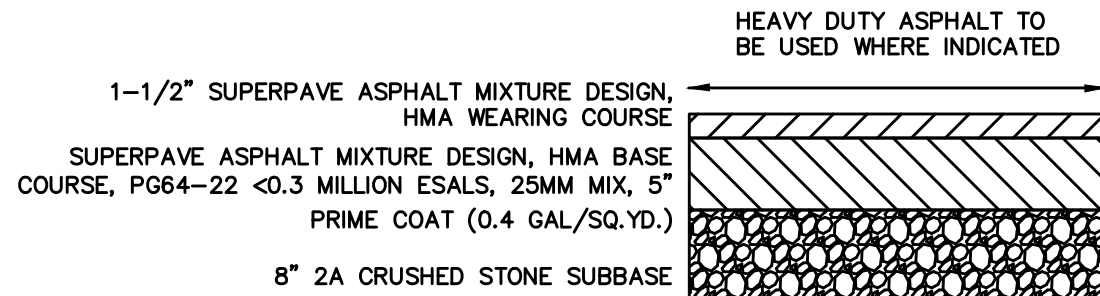 HEAVY DUTY ASPHALT TO
BE USED WHERE INDICATED
1-1/2" SUPERPAVE ASPHALT MIXTURE DESIGN,
HMA WEARING COURSE
SUPERPAVE ASPHALT MIXTURE DESIGN, HMA BASE
COURSE, PG64-22 <0.3 MILLION ESALS, 25MM MIX, 5"
PRIME COAT (0.4 GAL/SQ.YD.)
8" 2A CRUSHED STONE SUBBASE